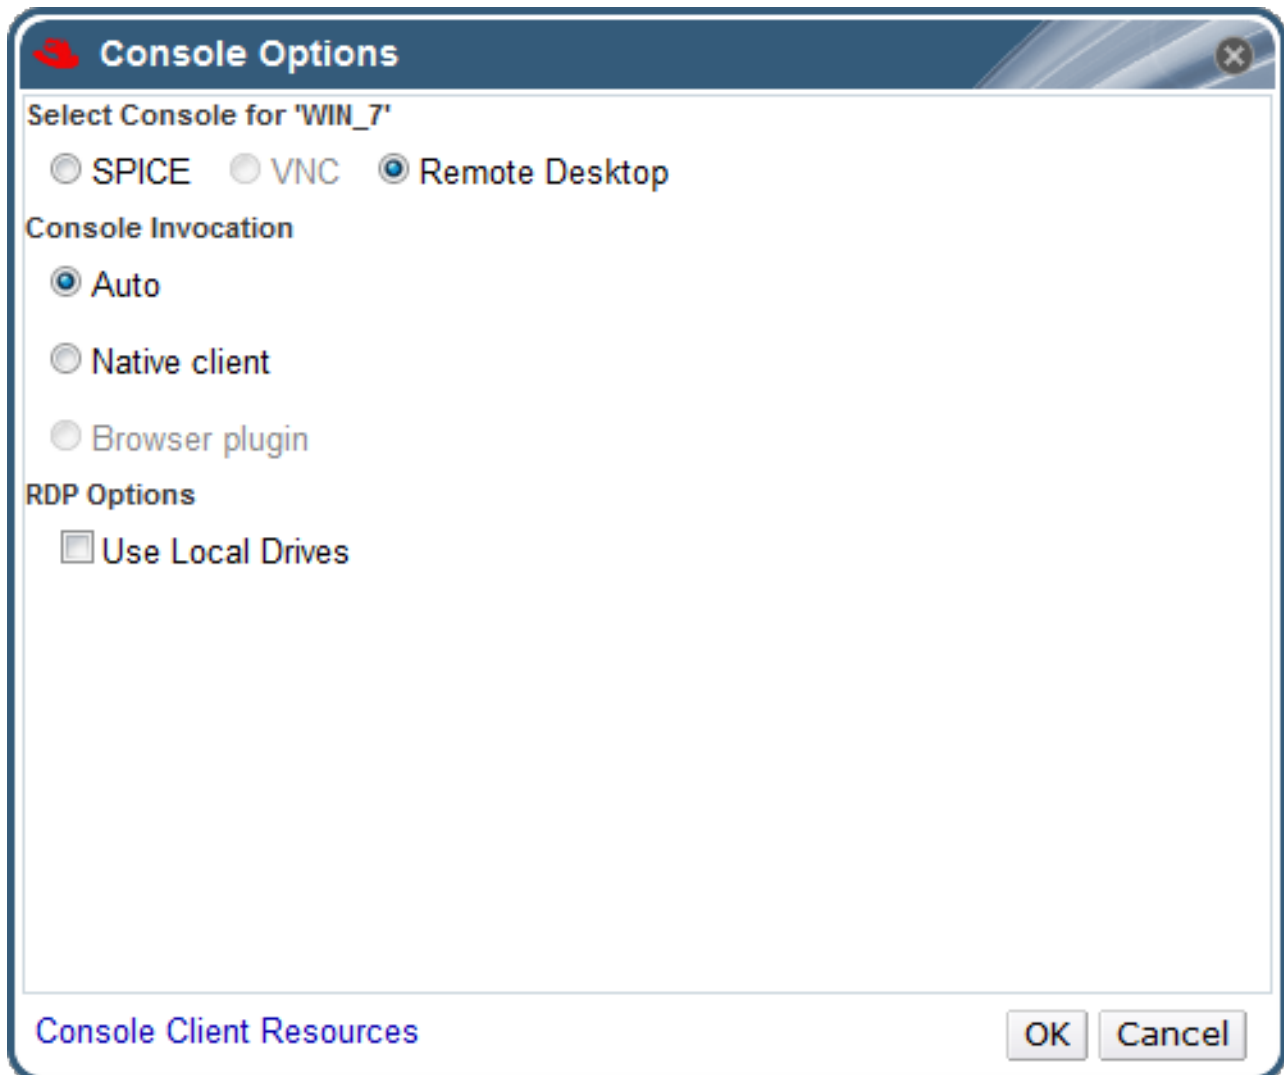 Console Options
Select Console for 'WIN_7'
SPICE VNC Remote Desktop
Console Invocation
Auto
Native client
Browser plugin
RDP Options
Use Local Drives
Console Client Resources OK Cancel